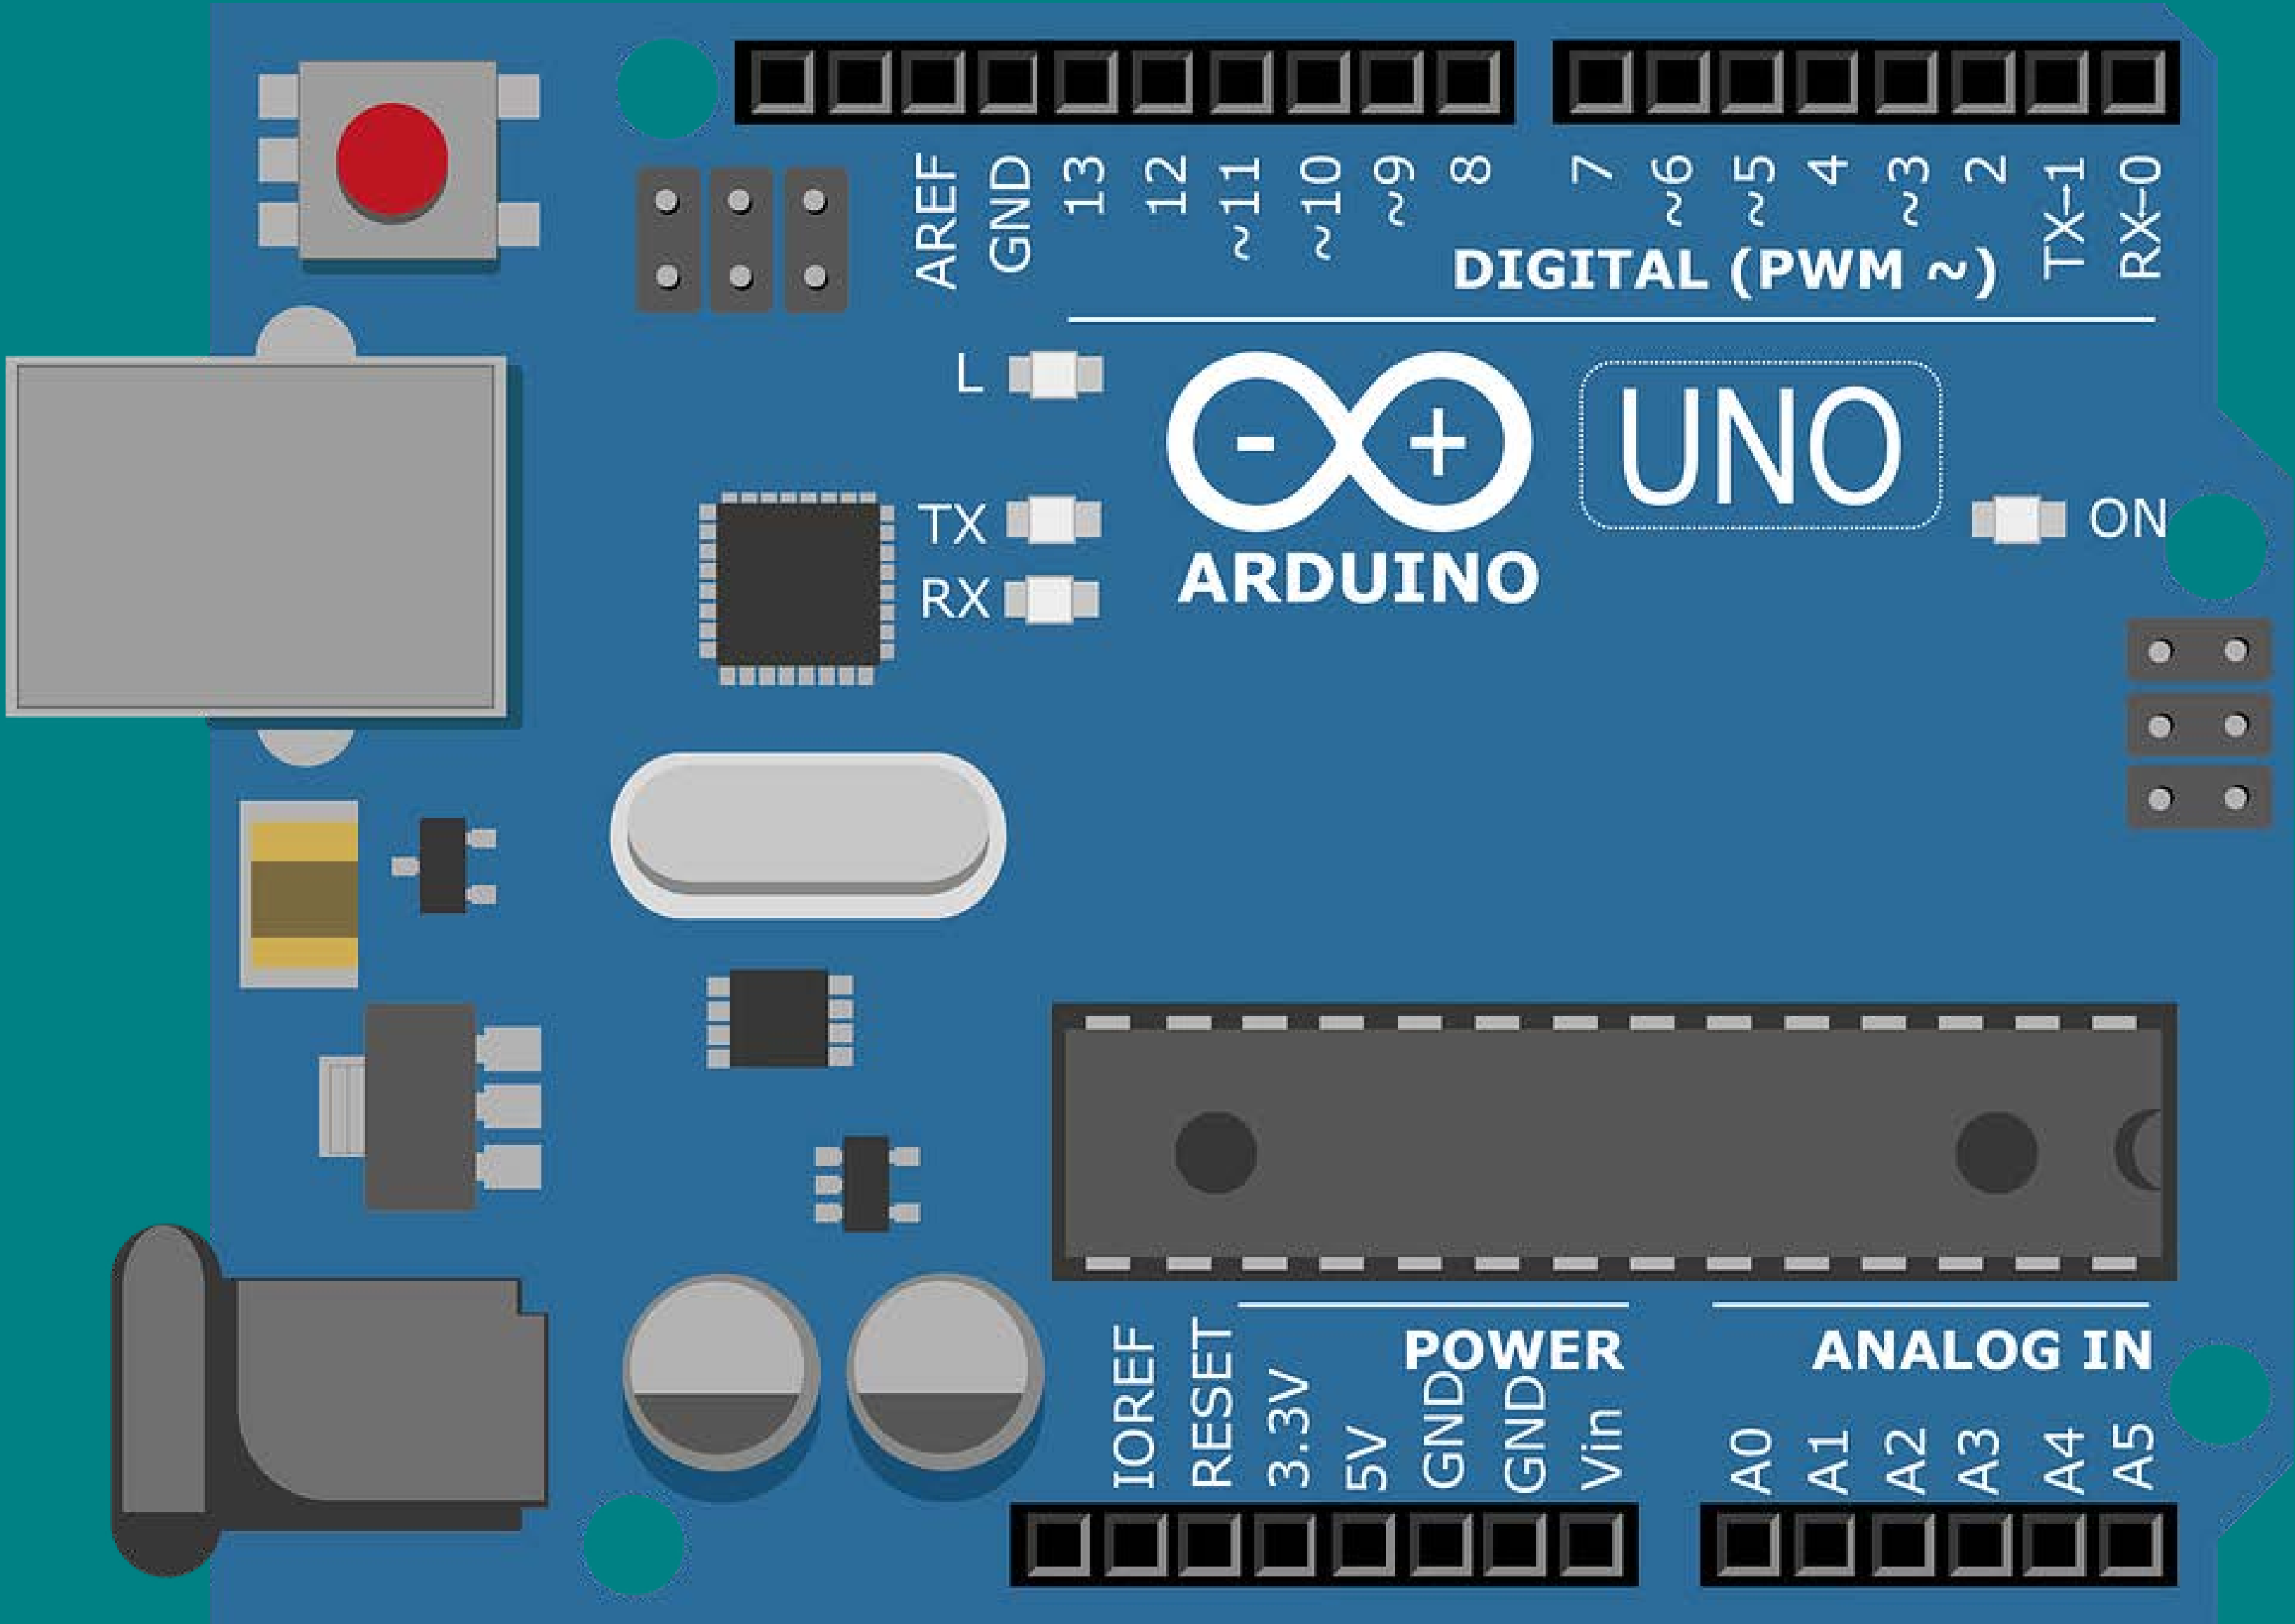 AREF
GND
13
12
~11
~10
~9
8
7
~6
~5
4
~3
2
TX→1
RX←0
DIGITAL (PWM ~)
L
- +
UNO
TX
ON
ARDUINO
RX
POWER
ANALOG IN
IOREF
RESET
3.3V
5V
GND
GND
Vin
A0
A1
A2
A3
A4
A5